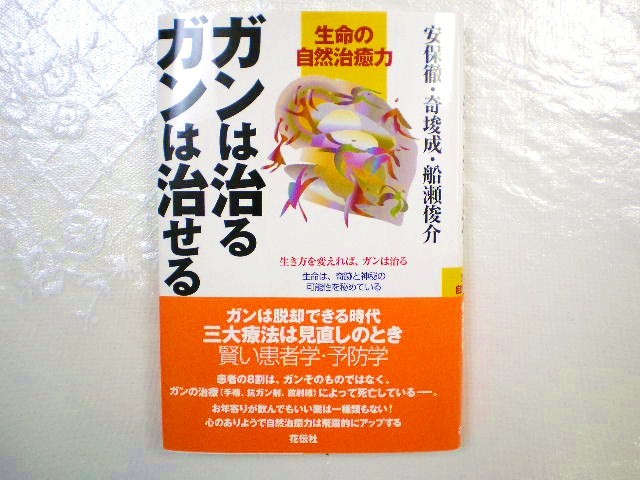 安保徹・奇埈成・船瀬俊介
生命の
自然治癒力
ガンは治る
ガンは治せる
生き方を変えれば、ガンは治る
生命は、奇跡と神秘の
可能性を秘めている
ガンは脱却できる時代
三大療法は見直しのとき
賢い患者学・予防学
患者の8割は、ガンそのものではなく、
ガンの治療(手術、抗ガン剤、放射線)によって死亡している――。
お年寄りが飲んでもいい薬は一種類もない!
心のありようで自然治癒力は飛躍的にアップする
花伝社